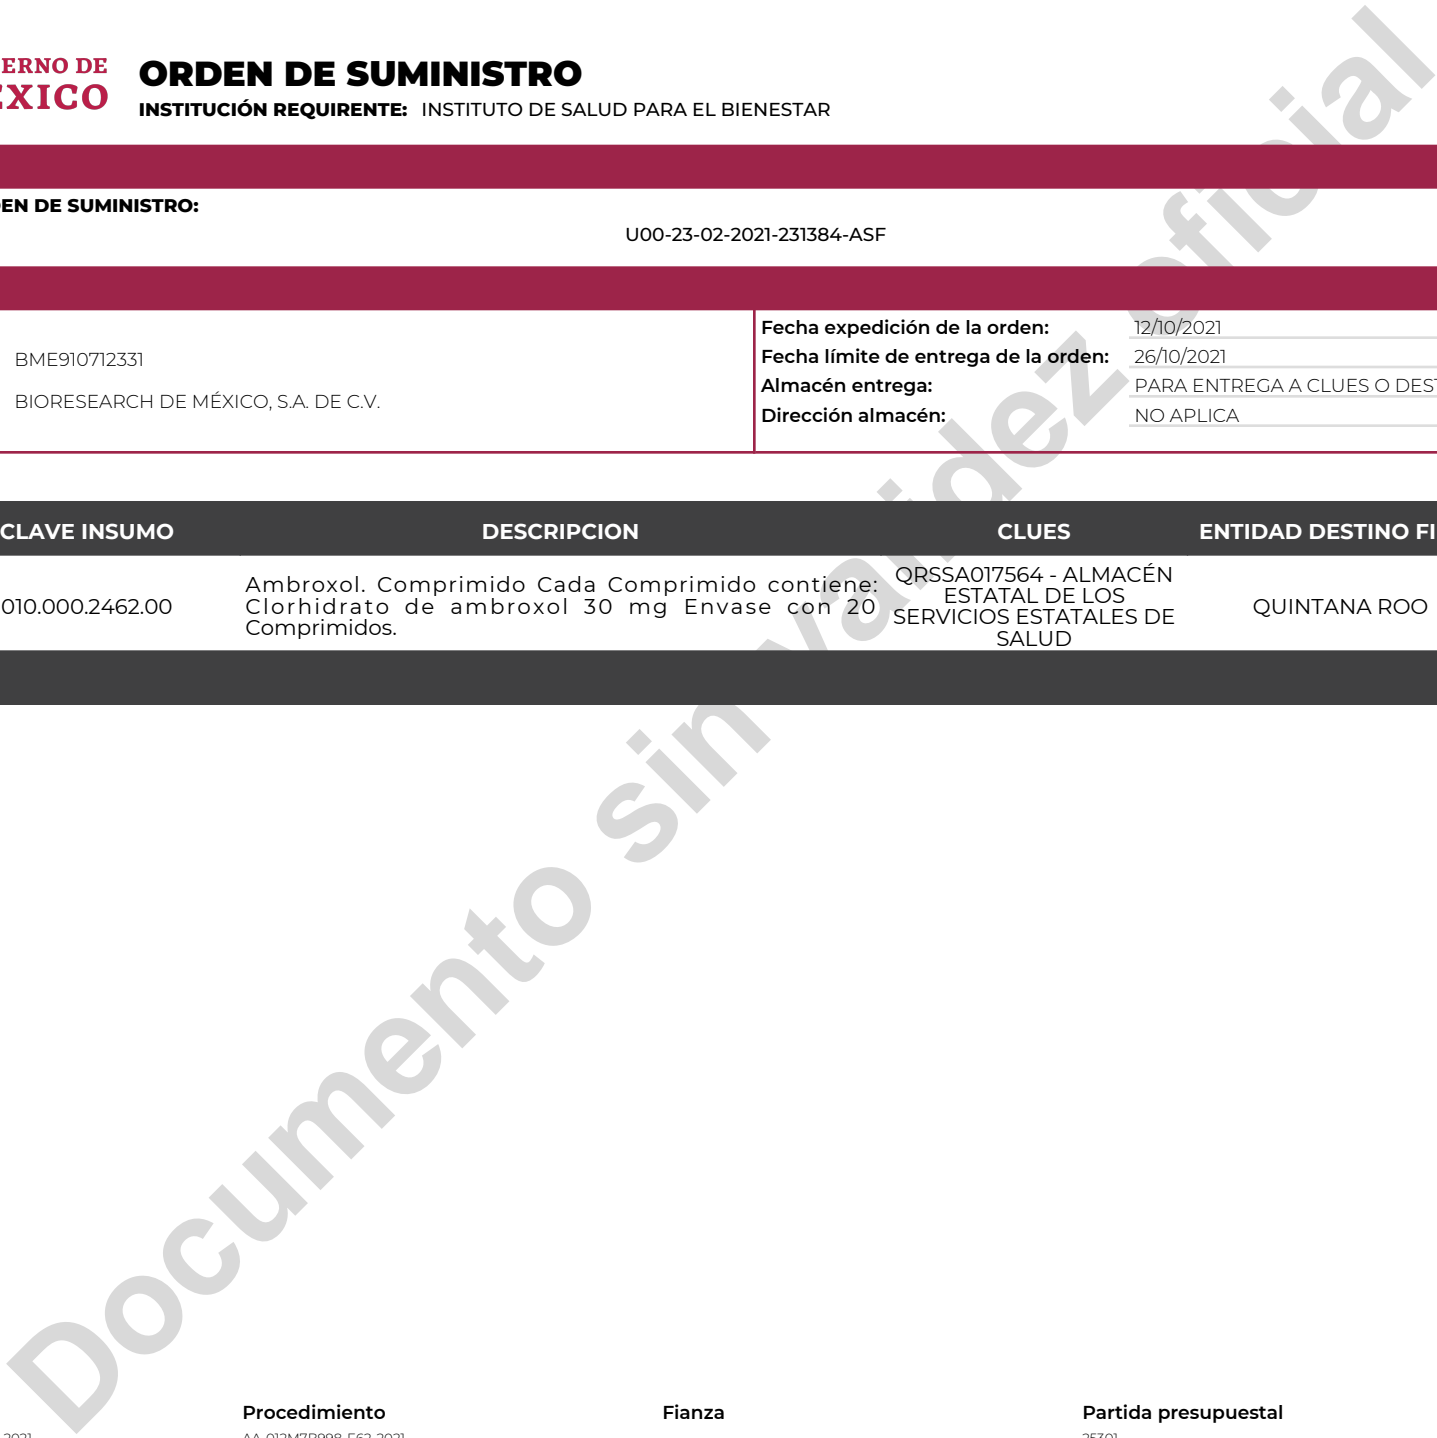 ERNO DE
ÉXICO
ORDEN DE SUMINISTRO
INSTITUCIÓN REQUIRENTE: INSTITUTO DE SALUD PARA EL BIENESTAR
EN DE SUMINISTRO:
U00-23-02-2021-231384-ASF
BME910712331
BIORESEARCH DE MÉXICO, S.A. DE C.V.
Fecha expedición de la orden: 12/10/2021
Fecha límite de entrega de la orden: 26/10/2021
Almacén entrega: PARA ENTREGA A CLUES O DEST
Dirección almacén: NO APLICA
CLAVE INSUMO DESCRIPCION CLUES ENTIDAD DESTINO FI
010.000.2462.00
Ambroxol. Comprimido Cada Comprimido contiene:
Clorhidrato de ambroxol 30 mg Envase con 20
Comprimidos.
QRSSA017564 - ALMACÉN
ESTATAL DE LOS
SERVICIOS ESTATALES DE
SALUD
QUINTANA ROO
Documento sin validez oficial
Procedimiento Fianza Partida presupuestal